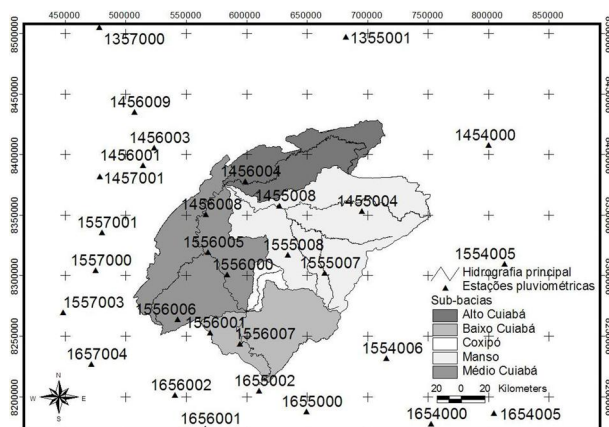 450000 500000 550000 600000 650000 700000 750000 800000 850000
8500000
1357000
1355001
8450000
1456009
1456003
1454000
8400000
1456001
1457001
1456004
1456008
1455008
1455004
8350000
1557001
1556005
1555008
1554005
1557000
1556000
1555007
8300000
Hidrografia principal
Estações pluviométricas
Sub-bacias
Alto Cuiabá
Baixo Cuiabá
Coxipó
Manso
Médio Cuiabá
1557003
1556006
1556001
1556007
8250000
1657004
1554006
N
W E
S
1656002
1655002
20 0 20 Kilometers
8200000
1656001
1655000
1654000
1654005